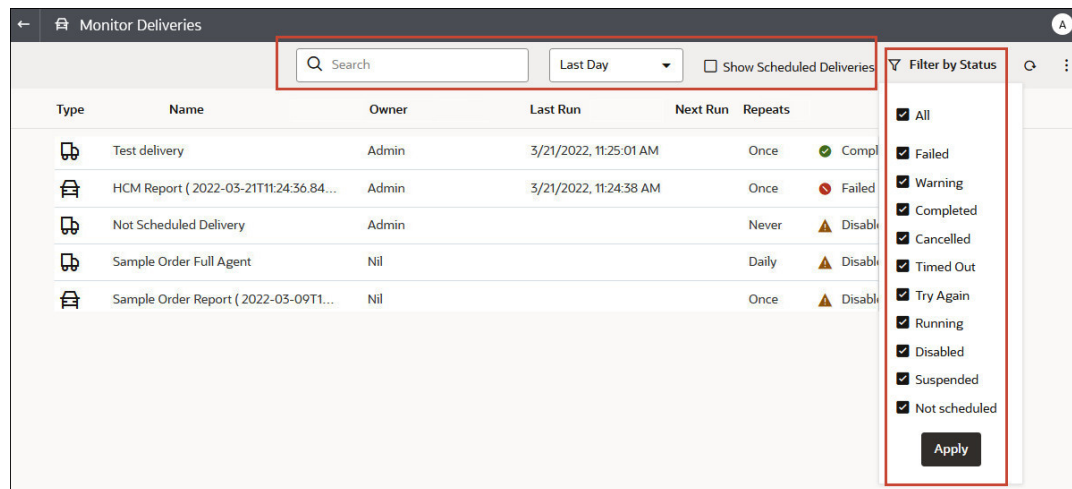 Monitor Deliveries
A
Search
Last Day
Show Scheduled Deliveries
Filter by Status
Type Name Owner Last Run Next Run Repeats
Test delivery Admin 3/21/2022, 11:25:01 AM Once Compl
HCM Report ( 2022-03-21T11:24:36.84... Admin 3/21/2022, 11:24:38 AM Once Failed
Not Scheduled Delivery Admin Never Disable
Sample Order Full Agent Nil Daily Disable
Sample Order Report ( 2022-03-09T1... Nil Once Disable
All
Failed
Warning
Completed
Cancelled
Timed Out
Try Again
Running
Disabled
Suspended
Not scheduled
Apply